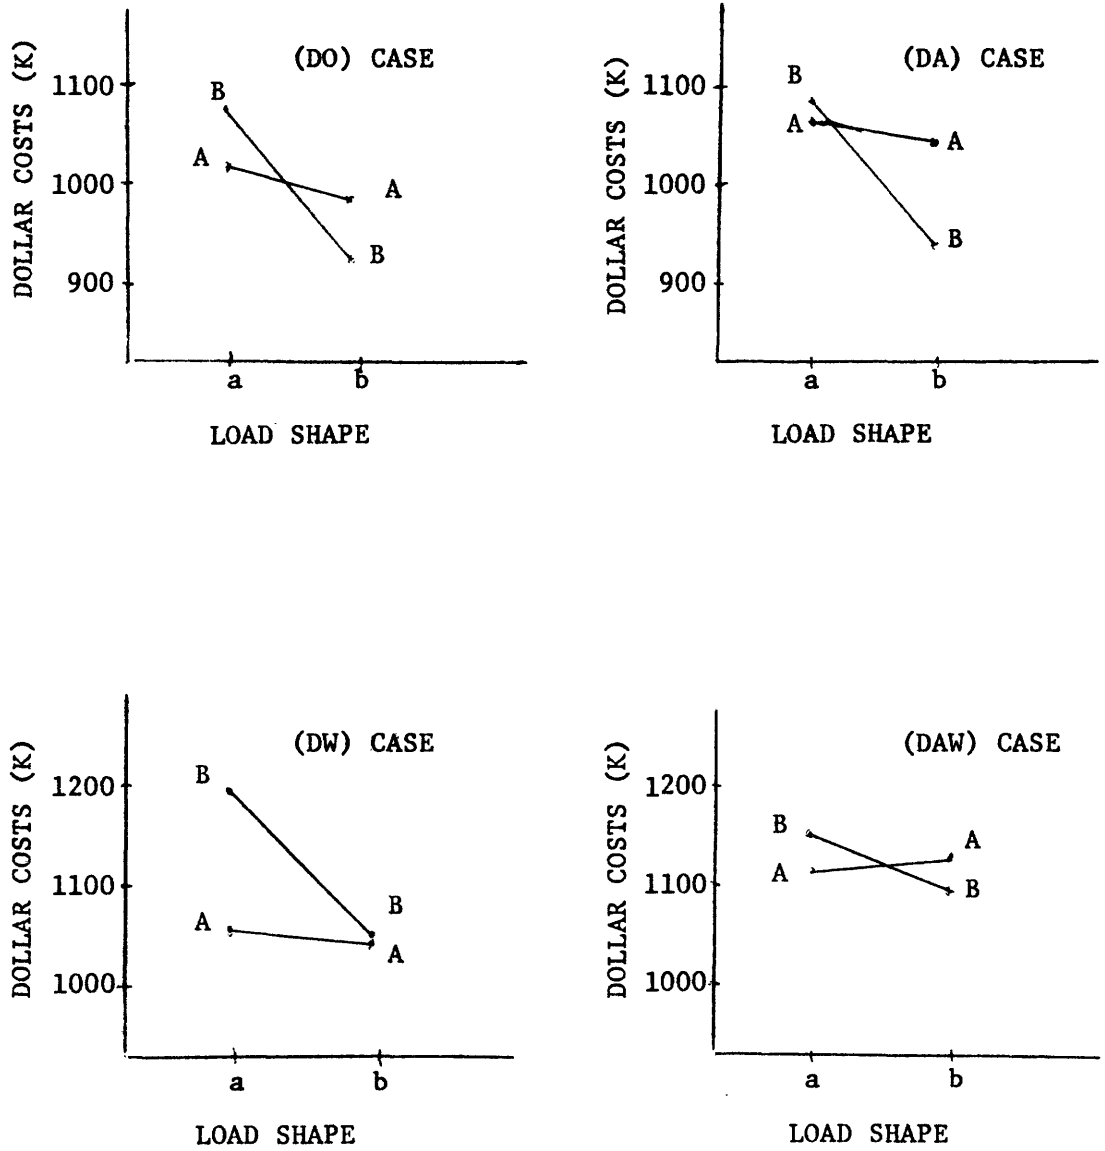 (DO) CASE
DOLLAR COSTS (K)
1100
1000
900
B
A
A
B
a
b
LOAD SHAPE
(DA) CASE
DOLLAR COSTS (K)
1100
1000
900
B
A
A
B
a
b
LOAD SHAPE
(DW) CASE
DOLLAR COSTS (K)
1200
1100
1000
B
A
B
A
a
b
LOAD SHAPE
(DAW) CASE
DOLLAR COSTS (K)
1200
1100
1000
B
A
A
B
a
b
LOAD SHAPE